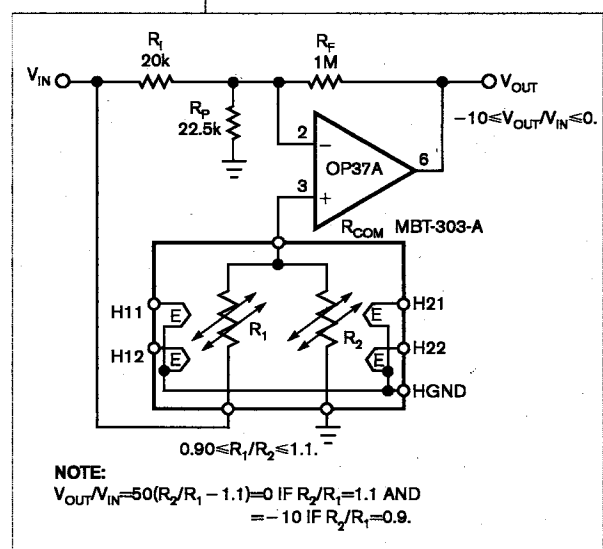 R_I
20k
R_F
1M
V_IN
V_OUT
R_P
22.5k
−10≤V_OUT/V_IN≤0.
2
−
OP37A
6
3
+
R_COM MBT-303-A
H11
E
R_1
H12
E
E
H21
R_2
E
H22
HGND
0.90≤R_1/R_2≤1.1.
NOTE:
V_OUT/V_IN=50(R_2/R_1 − 1.1)=0 IF R_2/R_1=1.1 AND
=−10 IF R_2/R_1=0.9.